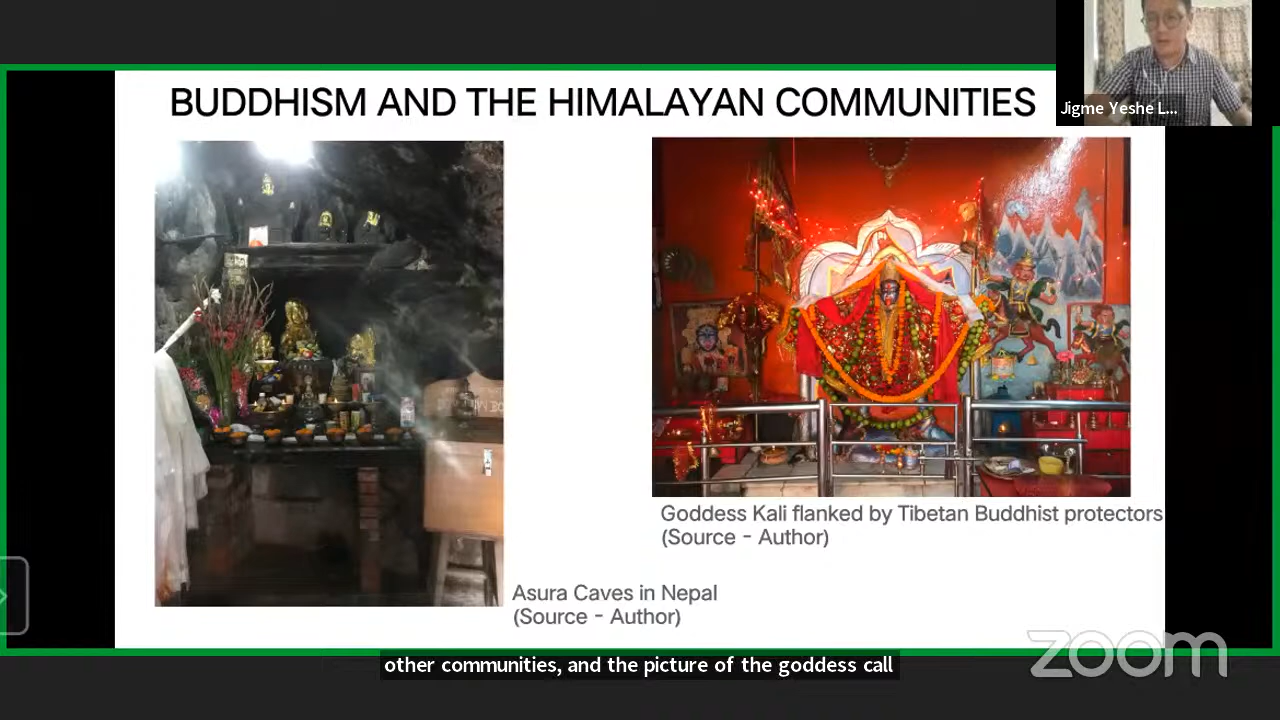 BUDDHISM AND THE HIMALAYAN COMMUNITIES
Jigme Yeshe L...
Goddess Kali flanked by Tibetan Buddhist protectors
(Source - Author)
Asura Caves in Nepal
(Source - Author)
zoom
other communities, and the picture of the goddess call